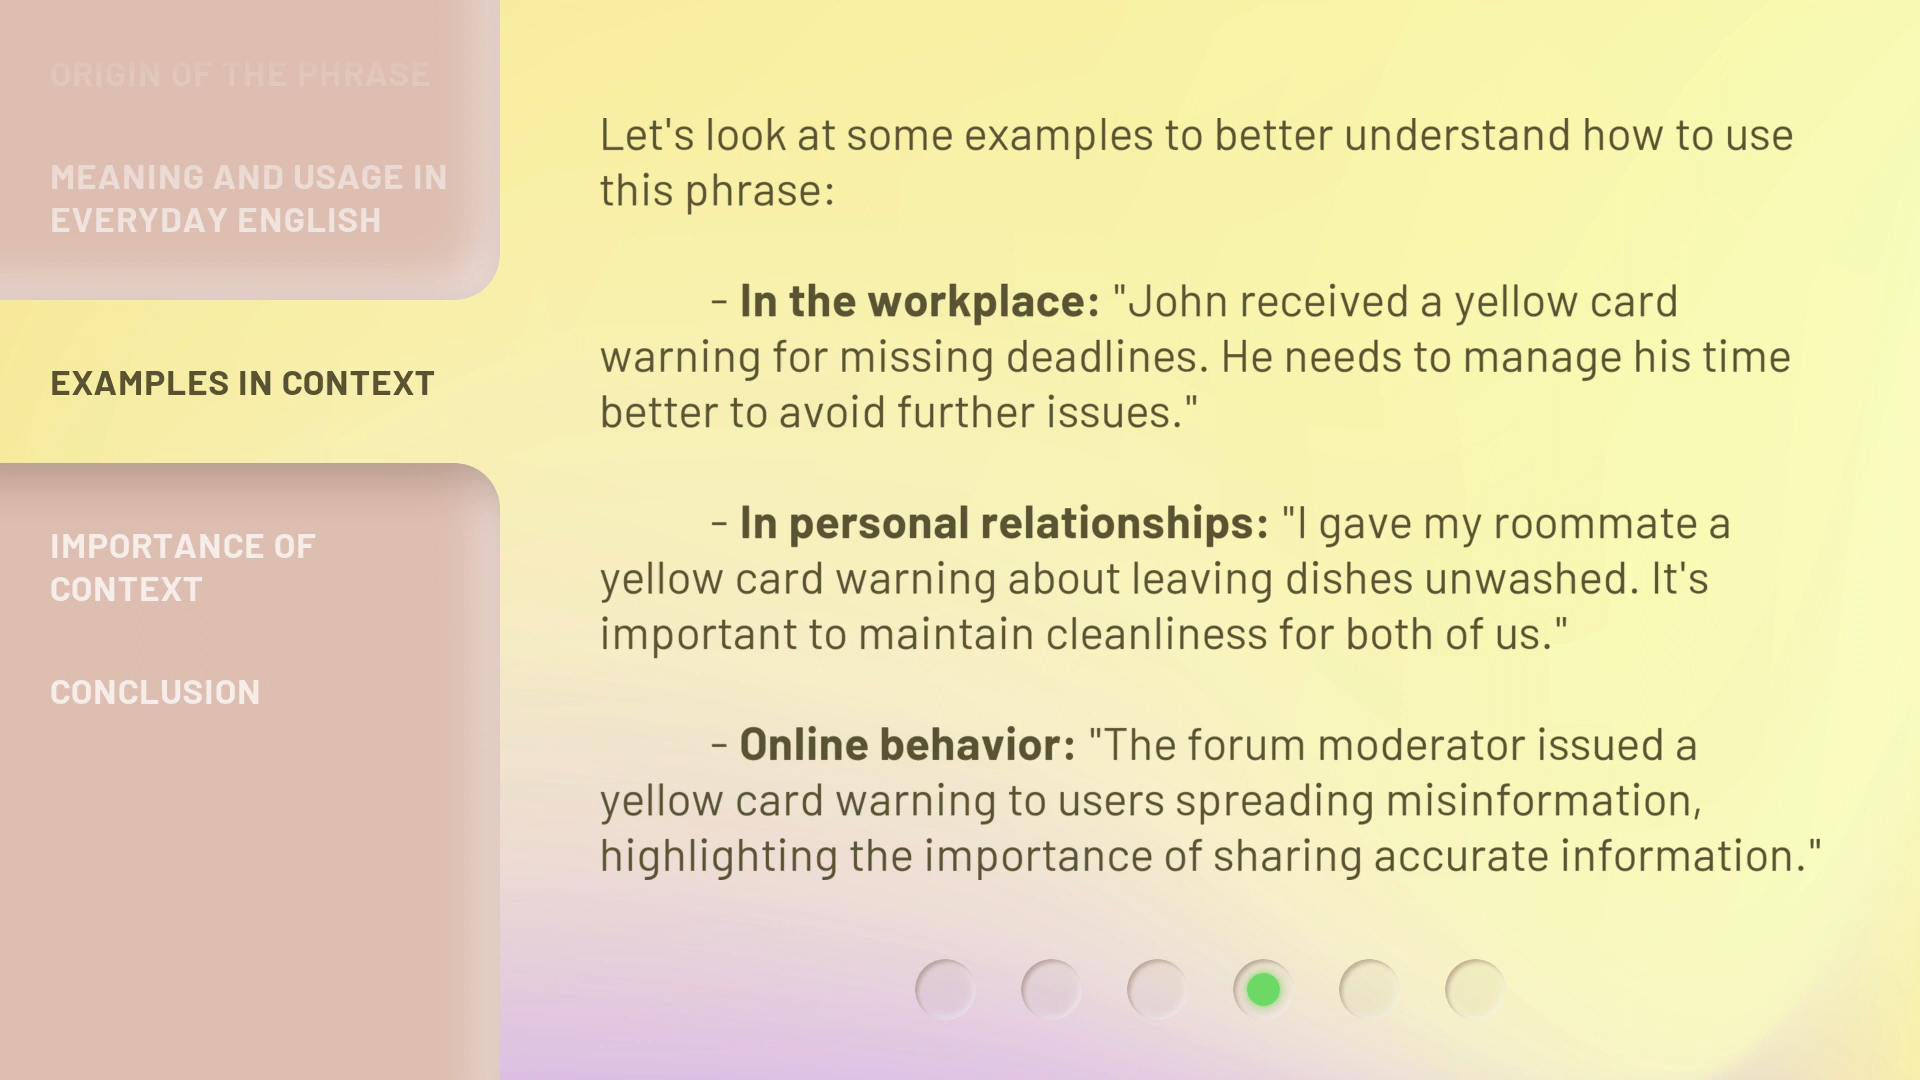 ORIGIN OF THE PHRASE
MEANING AND USAGE IN
EVERYDAY ENGLISH
EXAMPLES IN CONTEXT
IMPORTANCE OF
CONTEXT
CONCLUSION
Let's look at some examples to better understand how to use
this phrase:
- In the workplace: "John received a yellow card
warning for missing deadlines. He needs to manage his time
better to avoid further issues."
- In personal relationships: "I gave my roommate a
yellow card warning about leaving dishes unwashed. It's
important to maintain cleanliness for both of us."
- Online behavior: "The forum moderator issued a
yellow card warning to users spreading misinformation,
highlighting the importance of sharing accurate information."